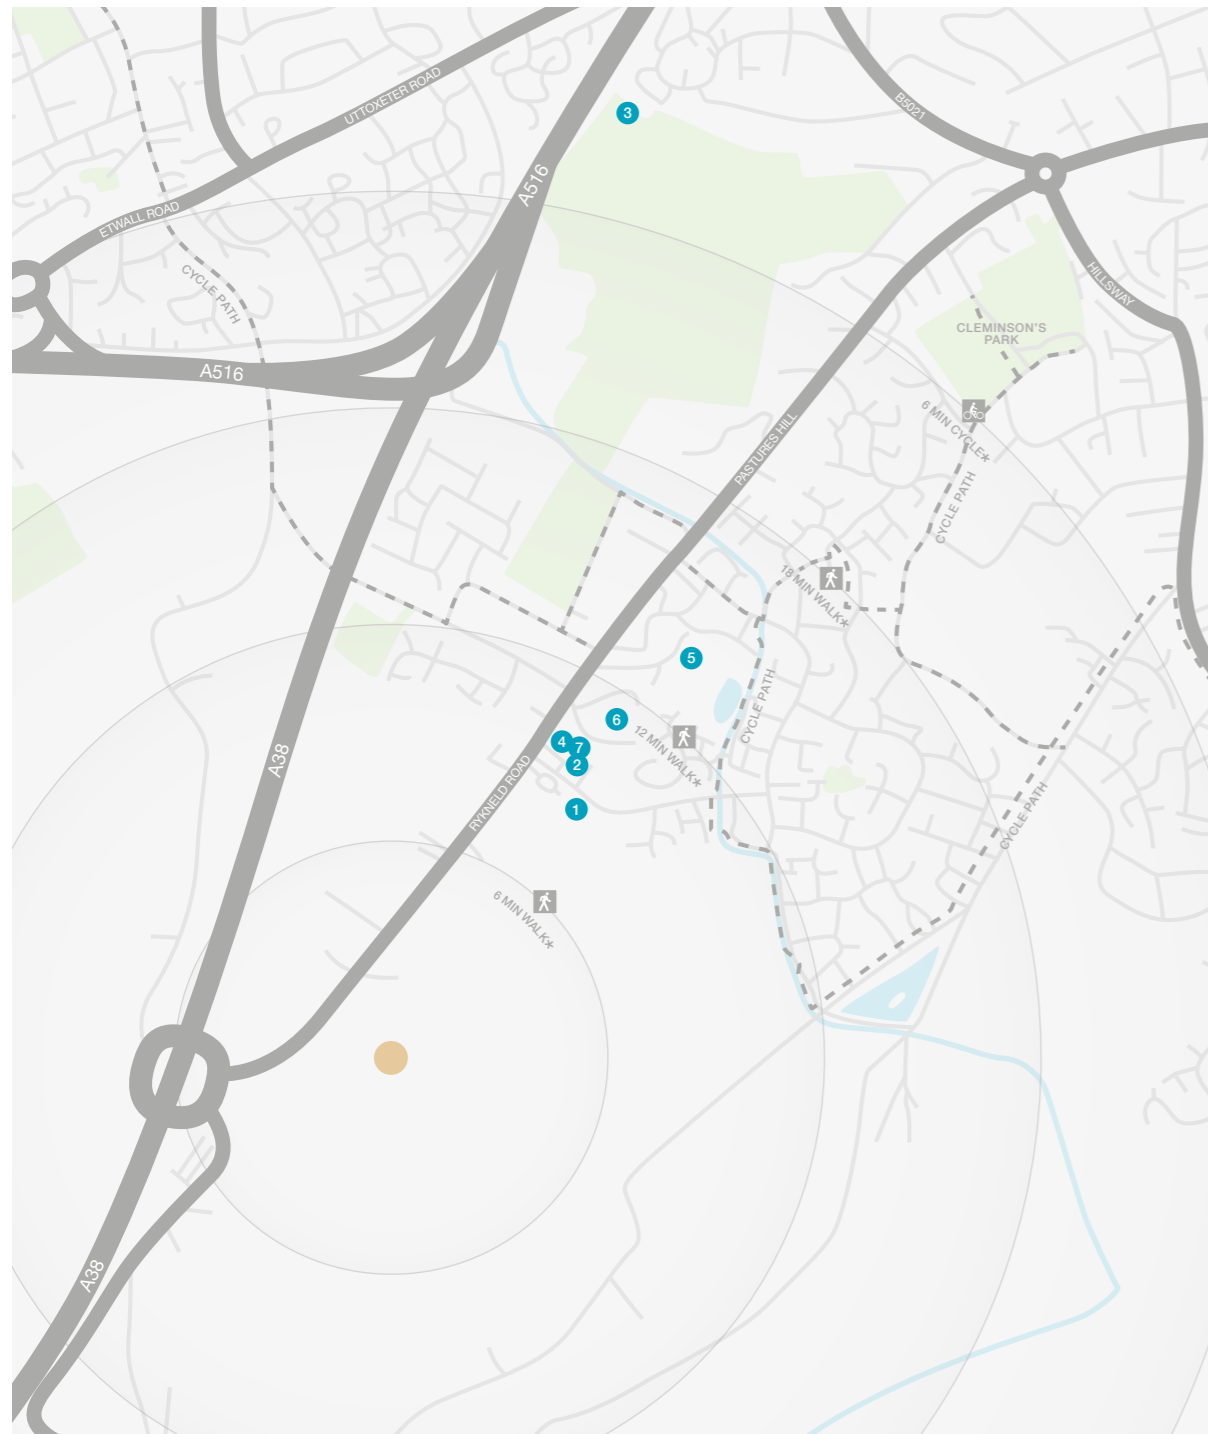 UTTOXETER ROAD
B5021
3
A516
ETWALL ROAD
CYCLE PATH
HILLSWAY
CLEMINSON'S
PARK
A516
6 MIN CYCLE*
PASTURES HILL
CYCLE PATH
18 MIN WALK*
5
CYCLE PATH
6
12 MIN WALK*
4
7
2
A38
RYKNELD ROAD
1
CYCLE PATH
6 MIN WALK*
A38